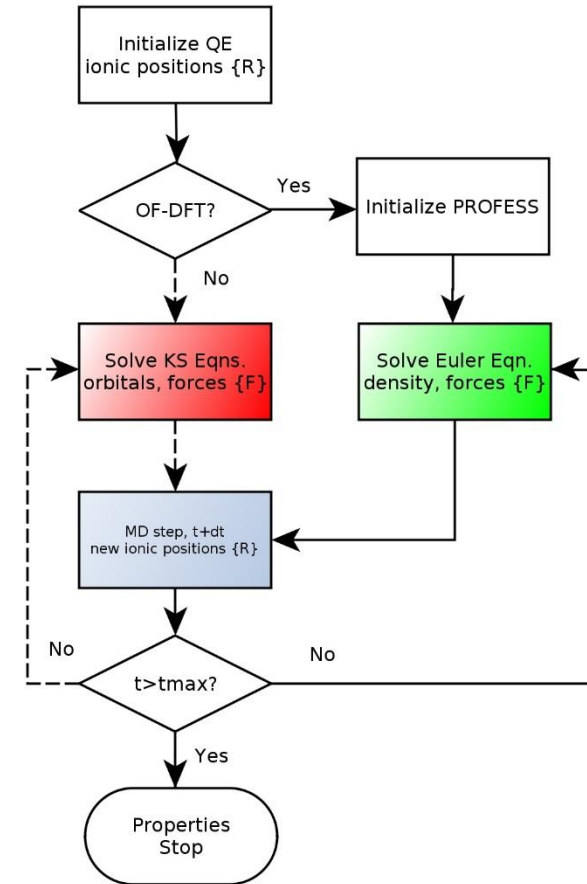 Initialize QE
ionic positions {R}
OF-DFT?
Yes
Initialize PROFESS
No
Solve KS Eqns.
orbitals, forces {F}
Solve Euler Eqn.
density, forces {F}
MD step, t+dt
new ionic positions {R}
No
t>tmax?
No
Yes
Properties
Stop